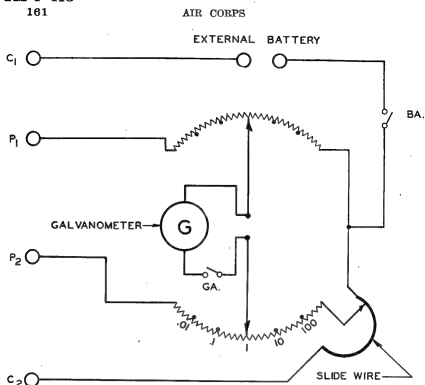 161
AIR CORPS
EXTERNAL BATTERY
C1
BA.
P1
GALVANOMETER
G
GA.
P2
.01
.1
1
10
100
C2
SLIDE WIRE